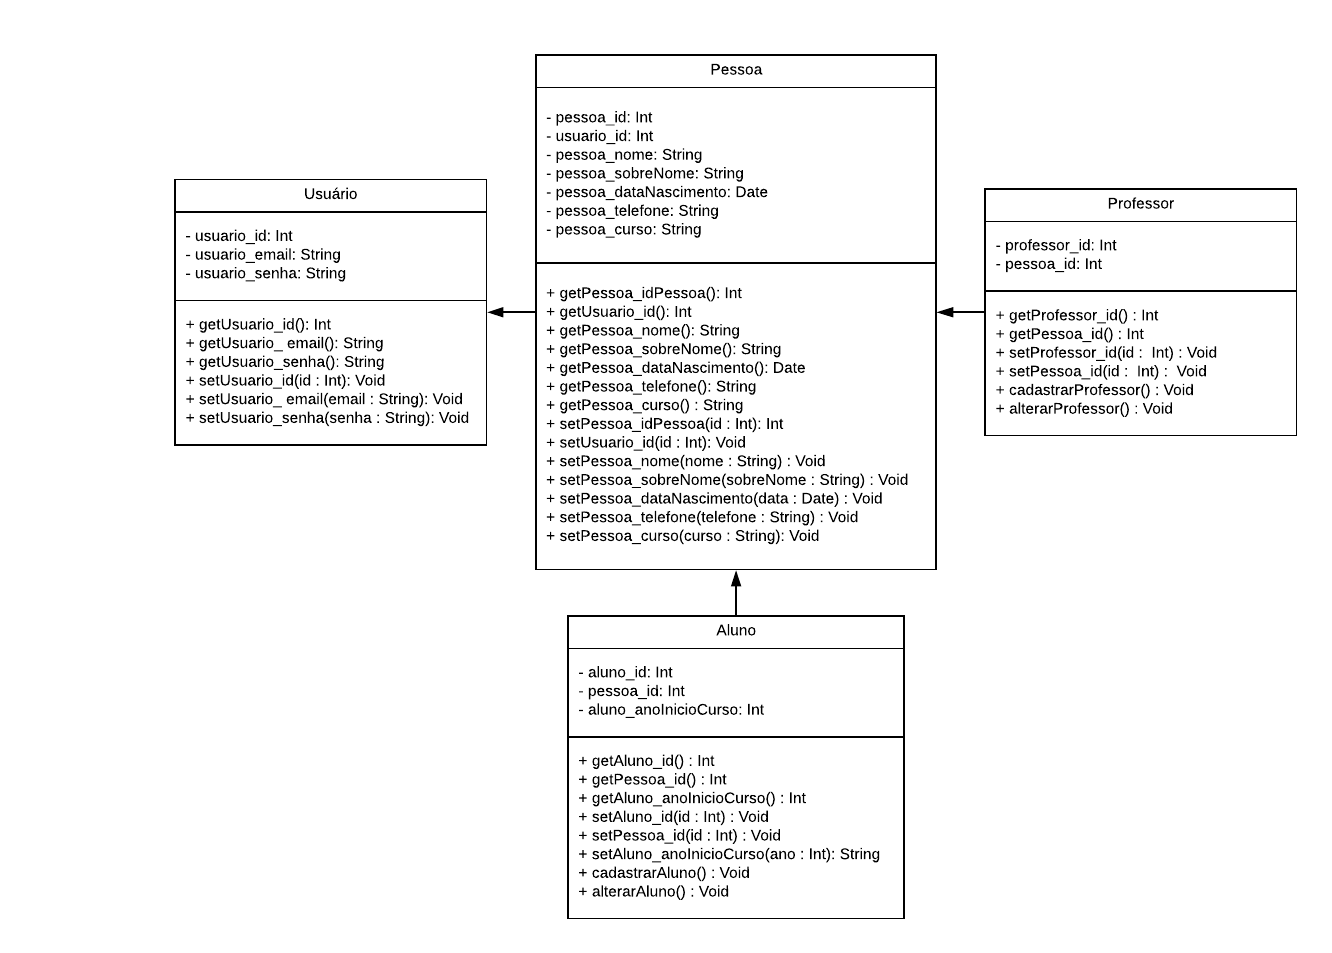 Pessoa
- pessoa_id: Int
- usuario_id: Int
- pessoa_nome: String
- pessoa_sobreNome: String
- pessoa_dataNascimento: Date
- pessoa_telefone: String
- pessoa_curso: String
+ getPessoa_idPessoa(): Int
+ getUsuario_id(): Int
+ getPessoa_nome(): String
+ getPessoa_sobreNome(): String
+ getPessoa_dataNascimento(): Date
+ getPessoa_telefone(): String
+ getPessoa_curso() : String
+ setPessoa_idPessoa(id : Int): Int
+ setUsuario_id(id : Int): Void
+ setPessoa_nome(nome : String) : Void
+ setPessoa_sobreNome(sobreNome : String) : Void
+ setPessoa_dataNascimento(data : Date) : Void
+ setPessoa_telefone(telefone : String) : Void
+ setPessoa_curso(curso : String): Void
Usuário
- usuario_id: Int
- usuario_email: String
- usuario_senha: String
+ getUsuario_id(): Int
+ getUsuario_ email(): String
+ getUsuario_senha(): String
+ setUsuario_id(id : Int): Void
+ setUsuario_ email(email : String): Void
+ setUsuario_senha(senha : String): Void
Professor
- professor_id: Int
- pessoa_id: Int
+ getProfessor_id() : Int
+ getPessoa_id() : Int
+ setProfessor_id(id :  Int) : Void
+ setPessoa_id(id :  Int) :  Void
+ cadastrarProfessor() : Void
+ alterarProfessor() : Void
Aluno
- aluno_id: Int
- pessoa_id: Int
- aluno_anoInicioCurso: Int
+ getAluno_id() : Int
+ getPessoa_id() : Int
+ getAluno_anoInicioCurso() : Int
+ setAluno_id(id : Int) : Void
+ setPessoa_id(id : Int) : Void
+ setAluno_anoInicioCurso(ano : Int): String
+ cadastrarAluno() : Void
+ alterarAluno() : Void